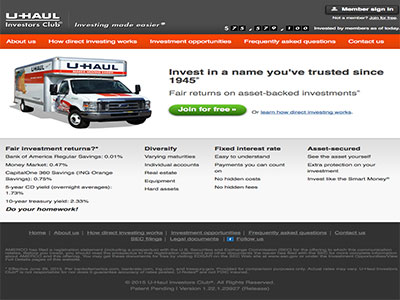 U-HAUL
Investors Club
Investing made easier
Member sign in
Not a member? Join for free.
$75,579,100
Invested by members as of today.
About us
How direct investing works
Investment opportunities
Frequently asked questions
Contact us
U-HAUL
Invest in a name you've trusted since
1945
Fair returns on asset-backed investments
Join for free »
Or learn how direct investing works.
Fair investment returns?*
Bank of America Regular Savings: 0.01%
Money Market: 0.47%
CapitalOne 360 Savings (ING Orange
Savings): 0.75%
5-year CD yield (overnight averages):
1.79%
10-year treasury yield: 2.33%
Do your homework!
Diversify
Varying maturities
Individual accounts
Real estate
Equipment
Hard assets
Fixed interest rate
Easy to understand
Payments you can count
on
No hidden costs
No hidden fees
Asset-secured
See the asset yourself
Extra protection on your
investment
Invest like the Smart Money
Home | About us | How direct investing works | Investment opportunities | Frequently asked questions | Contact us
SEC filings | Legal documents | Follow us
© 2015 U-Haul Investors Club. All Rights Reserved
Patent Pending | Version 1.22.1.23927 (Release)